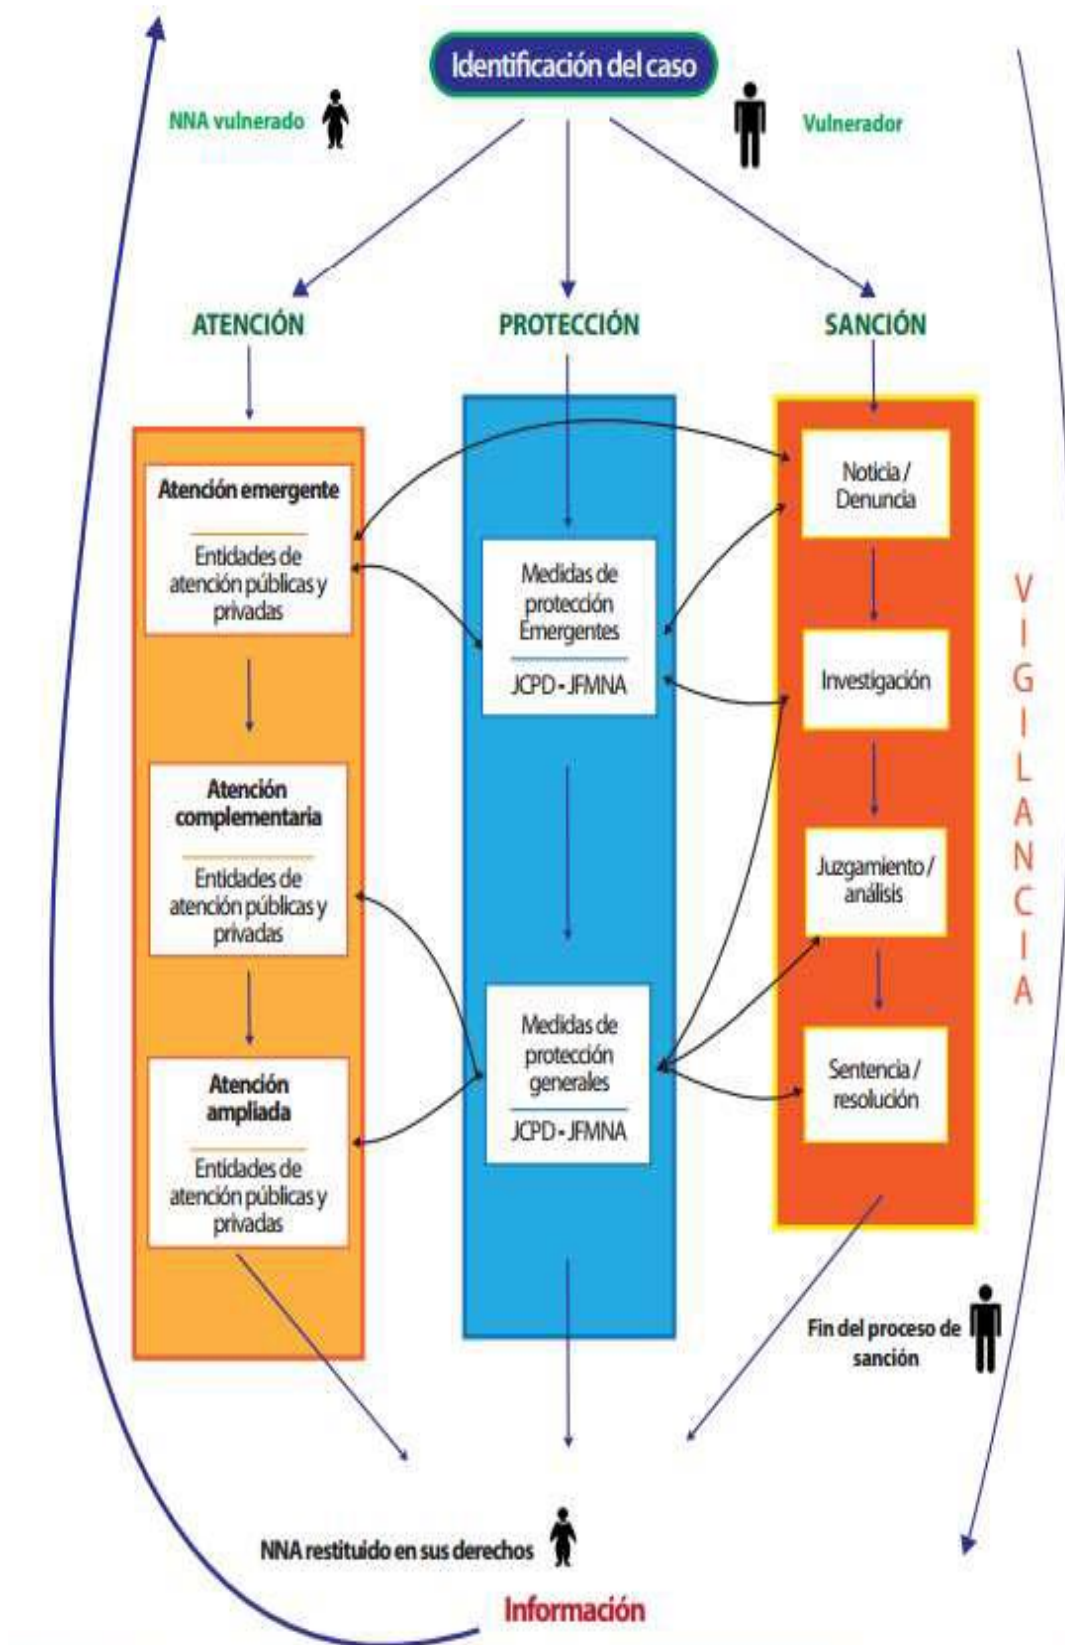 Identificación del caso
NNA vulnerado
Vulnerador
ATENCIÓN
PROTECCIÓN
SANCIÓN
Atención emergente
Entidades de
atención públicas y
privadas
Atención
complementaria
Entidades de
atención públicas y
privadas
Atención
ampliada
Entidades de
atención públicas y
privadas
Medidas de
protección
Emergentes
JCPD - JFMNA
Medidas de
protección
generales
JCPD - JFMNA
Noticia /
Denuncia
Investigación
Juzgamiento /
análisis
Sentencia /
resolución
VIGILANCIA
Fin del proceso de
sanción
NNA restituido en sus derechos
Información